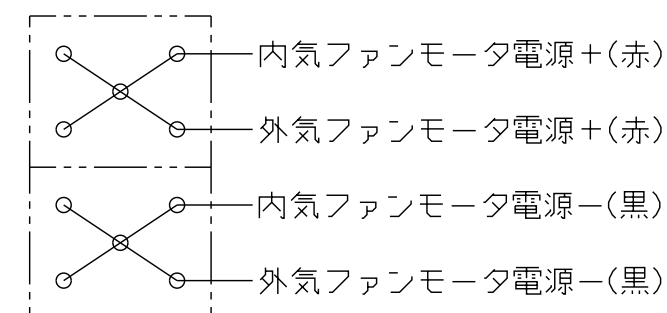 内気ファンモータ電源＋(赤)
外気ファンモータ電源＋(赤)
内気ファンモータ電源－(黒)
外気ファンモータ電源－(黒)